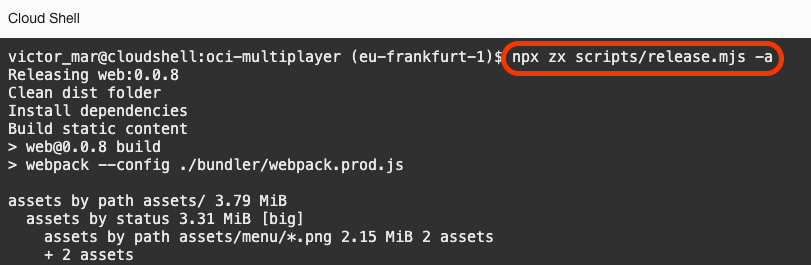 Cloud Shell
victor_mar@cloudshell:oci-multiplayer (eu-frankfurt-1)$ npx zx scripts/release.mjs -a
Releasing web:0.0.8
Clean dist folder
Install dependencies
Build static content
> web@0.0.8 build
> webpack --config ./bundler/webpack.prod.js
assets by path assets/ 3.79 MiB
assets by status 3.31 MiB [big]
assets by path assets/menu/*.png 2.15 MiB 2 assets
+ 2 assets